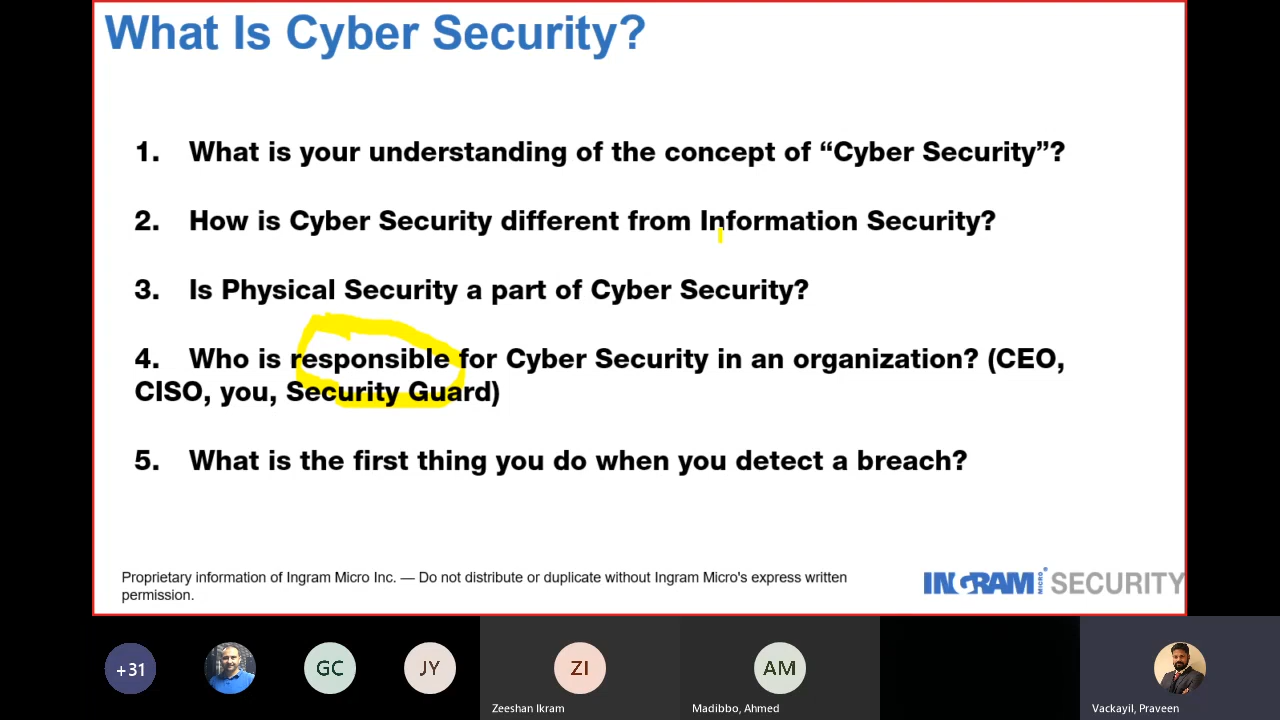 What Is Cyber Security?
1. What is your understanding of the concept of “Cyber Security”?
2. How is Cyber Security different from Information Security?
3. Is Physical Security a part of Cyber Security?
4. Who is responsible for Cyber Security in an organization? (CEO,
CISO, you, Security Guard)
5. What is the first thing you do when you detect a breach?
Proprietary information of Ingram Micro Inc. — Do not distribute or duplicate without Ingram Micro's express written
permission.
INGRAM MICRO SECURITY
+31
GC
JY
ZI
AM
Zeeshan Ikram
Madibbo, Ahmed
Vackayil, Praveen